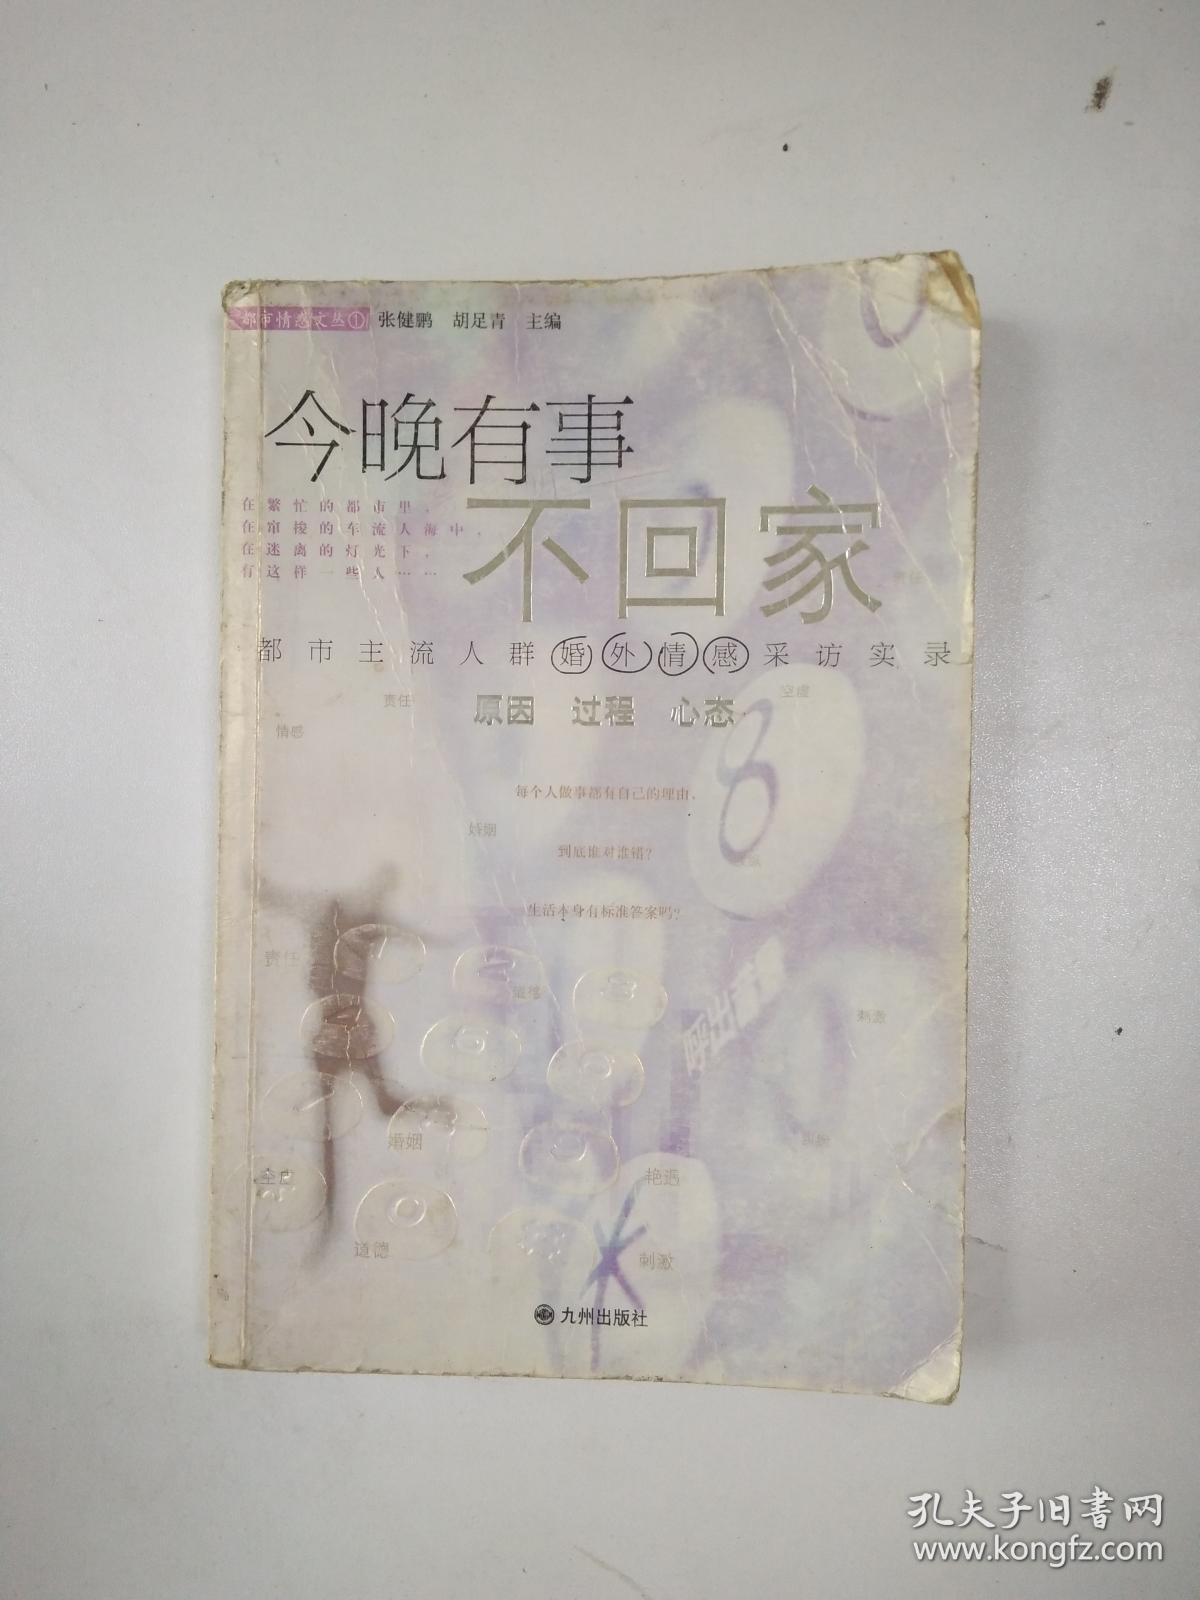 都市情惑文丛① 张健鹏 胡足青 主编
今晚有事
不回家
在繁忙的都市里，
在窜梭的车流人海中，
在迷离的灯光下，
有这样一些人……
责任
都市主流人群婚外情感采访实录
原因 过程 心态
责任
空虚
情感
每个人做事都有自己的理由、
婚姻
到底谁对谁错？
生活本身有标准答案吗？
责任
刺激
呼出
婚姻
艳遇
道德
刺激
九州出版社
孔夫子旧书网
www.kongfz.com